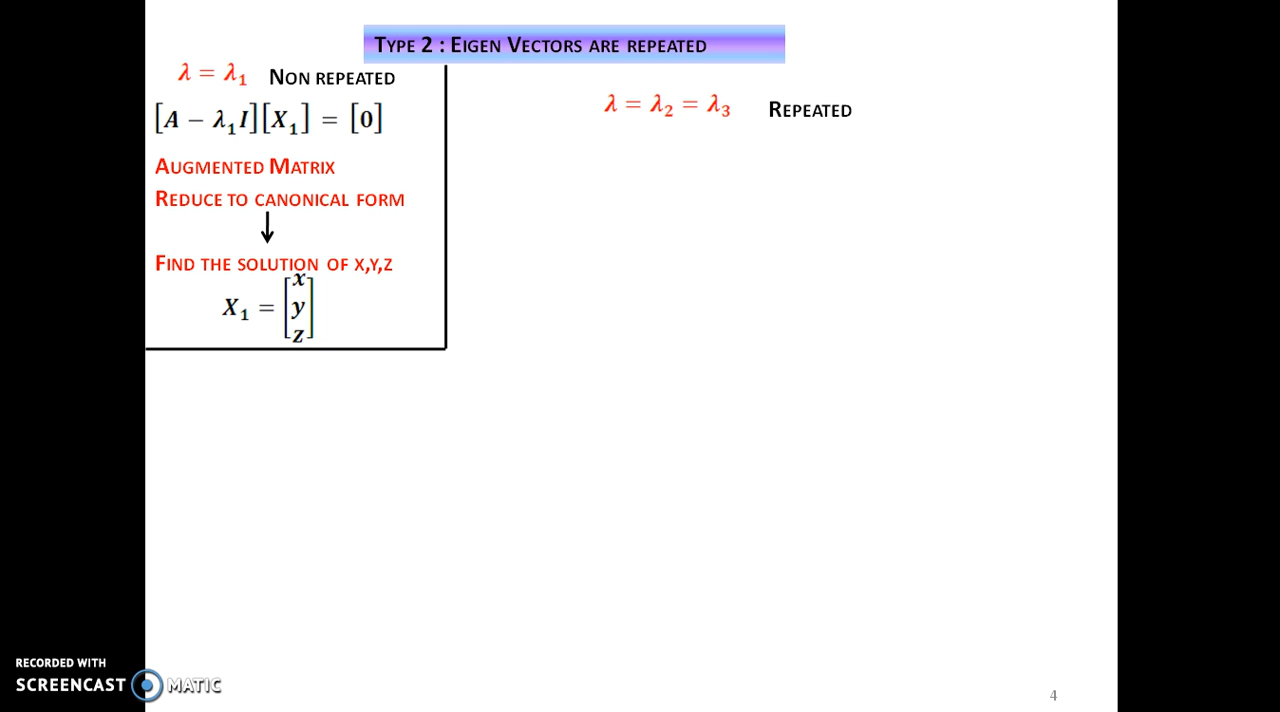 TYPE 2 : EIGEN VECTORS ARE REPEATED
λ = λ₁ NON REPEATED
[A − λ₁I][X₁] = [0]
AUGMENTED MATRIX
REDUCE TO CANONICAL FORM
↓
FIND THE SOLUTION OF X,Y,Z
X₁ = [x y z]
λ = λ₂ = λ₃ REPEATED
RECORDED WITH
SCREENCAST MATIC
4